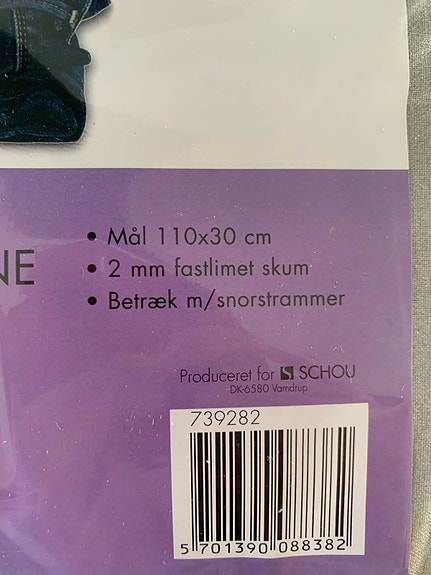 NE
• Mål 110x30 cm
• 2 mm fastlimet skum
• Betræk m/snorstrammer
Produceret for SCHOU
DK-6580 Vamdrup
739282
5 701390 088382